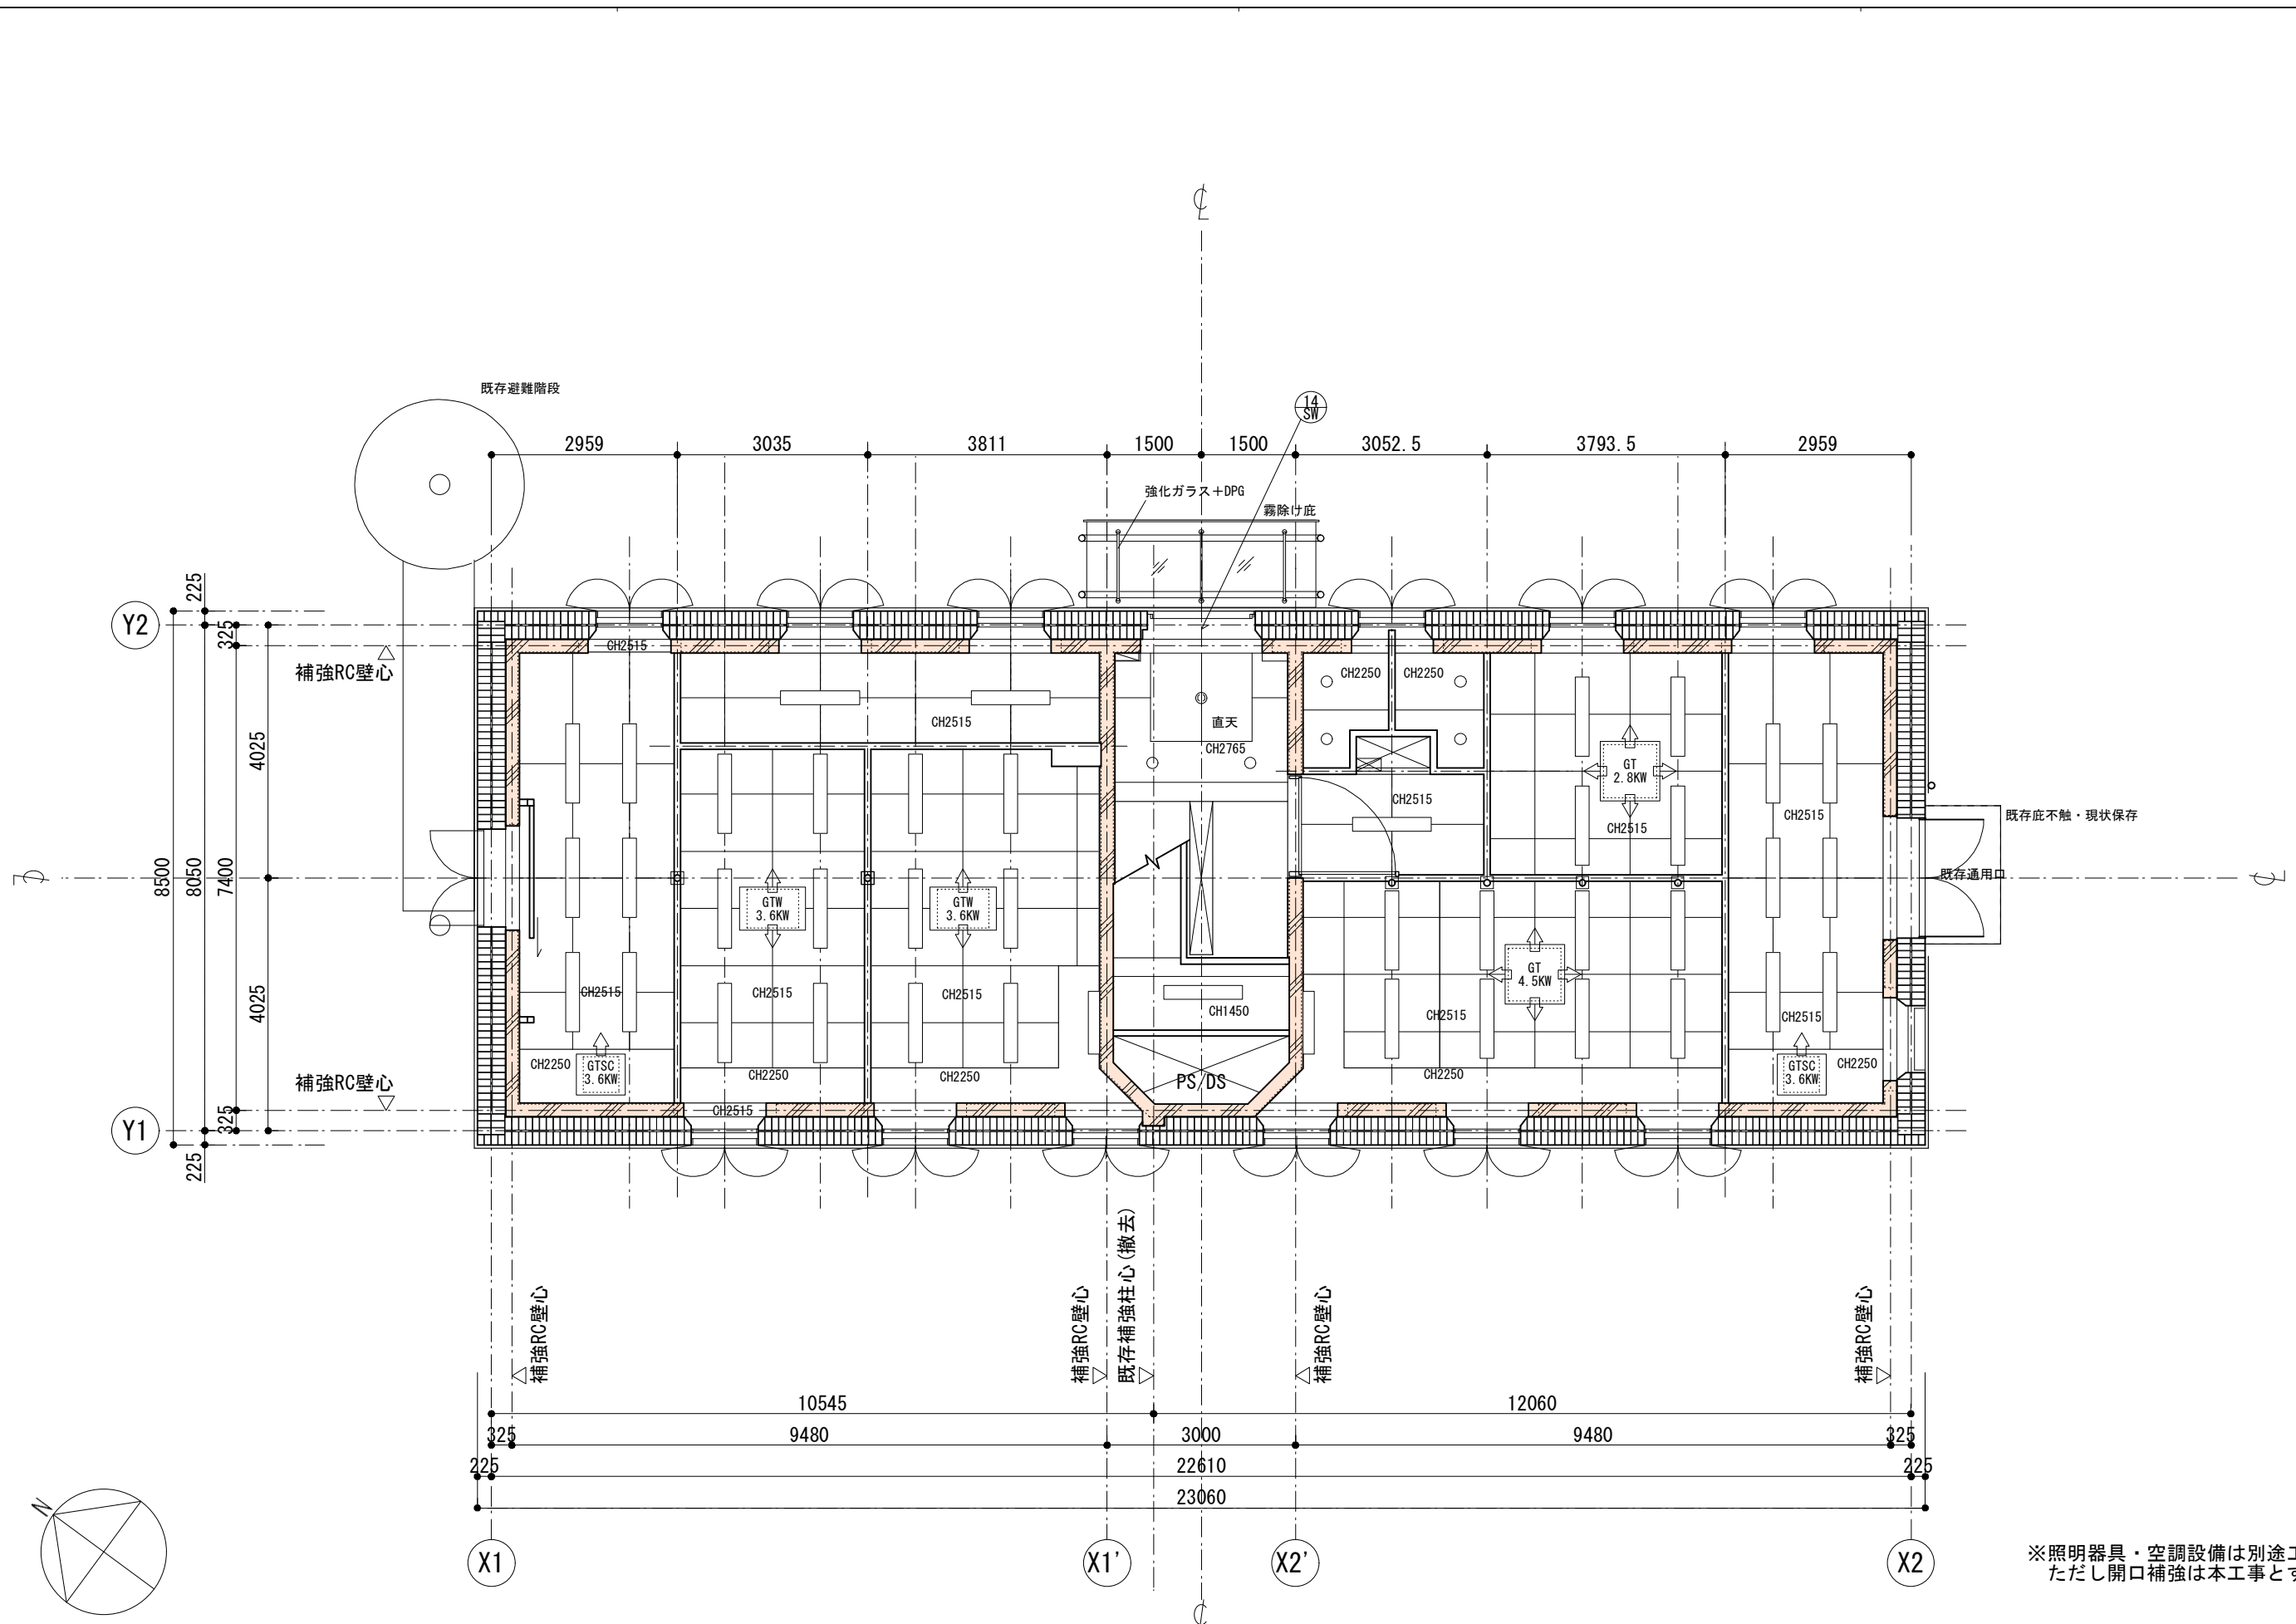 既存避難階段
14
SW
2959
3035
3811
1500
1500
3052.5
3793.5
2959
強化ガラス+DPG
霧除け庇
225
Y2
325
補強RC壁心
4025
8500
8050
7400
4025
補強RC壁心
325
Y1
225
CH2515
CH2515
直天
CH2765
CH2250
CH2250
CH2515
GT
2.8KW
CH2515
CH2515
既存庇不触・現状保存
既存通用口
GTW
3.6KW
GTW
3.6KW
GT
4.5KW
CH2515
CH2515
CH2515
CH1450
CH2515
CH2515
CH2250
GTSC
3.6KW
CH2250
CH2250
PS/DS
CH2250
GTSC
3.6KW
CH2250
CH2515
補強RC壁心
補強RC壁心
既存補強柱心(撤去)
補強RC壁心
補強RC壁心
10545
12060
325
9480
3000
9480
325
225
22610
225
23060
N
X1
X1'
X2'
X2
※照明器具・空調設備は別途工
ただし開口補強は本工事とす